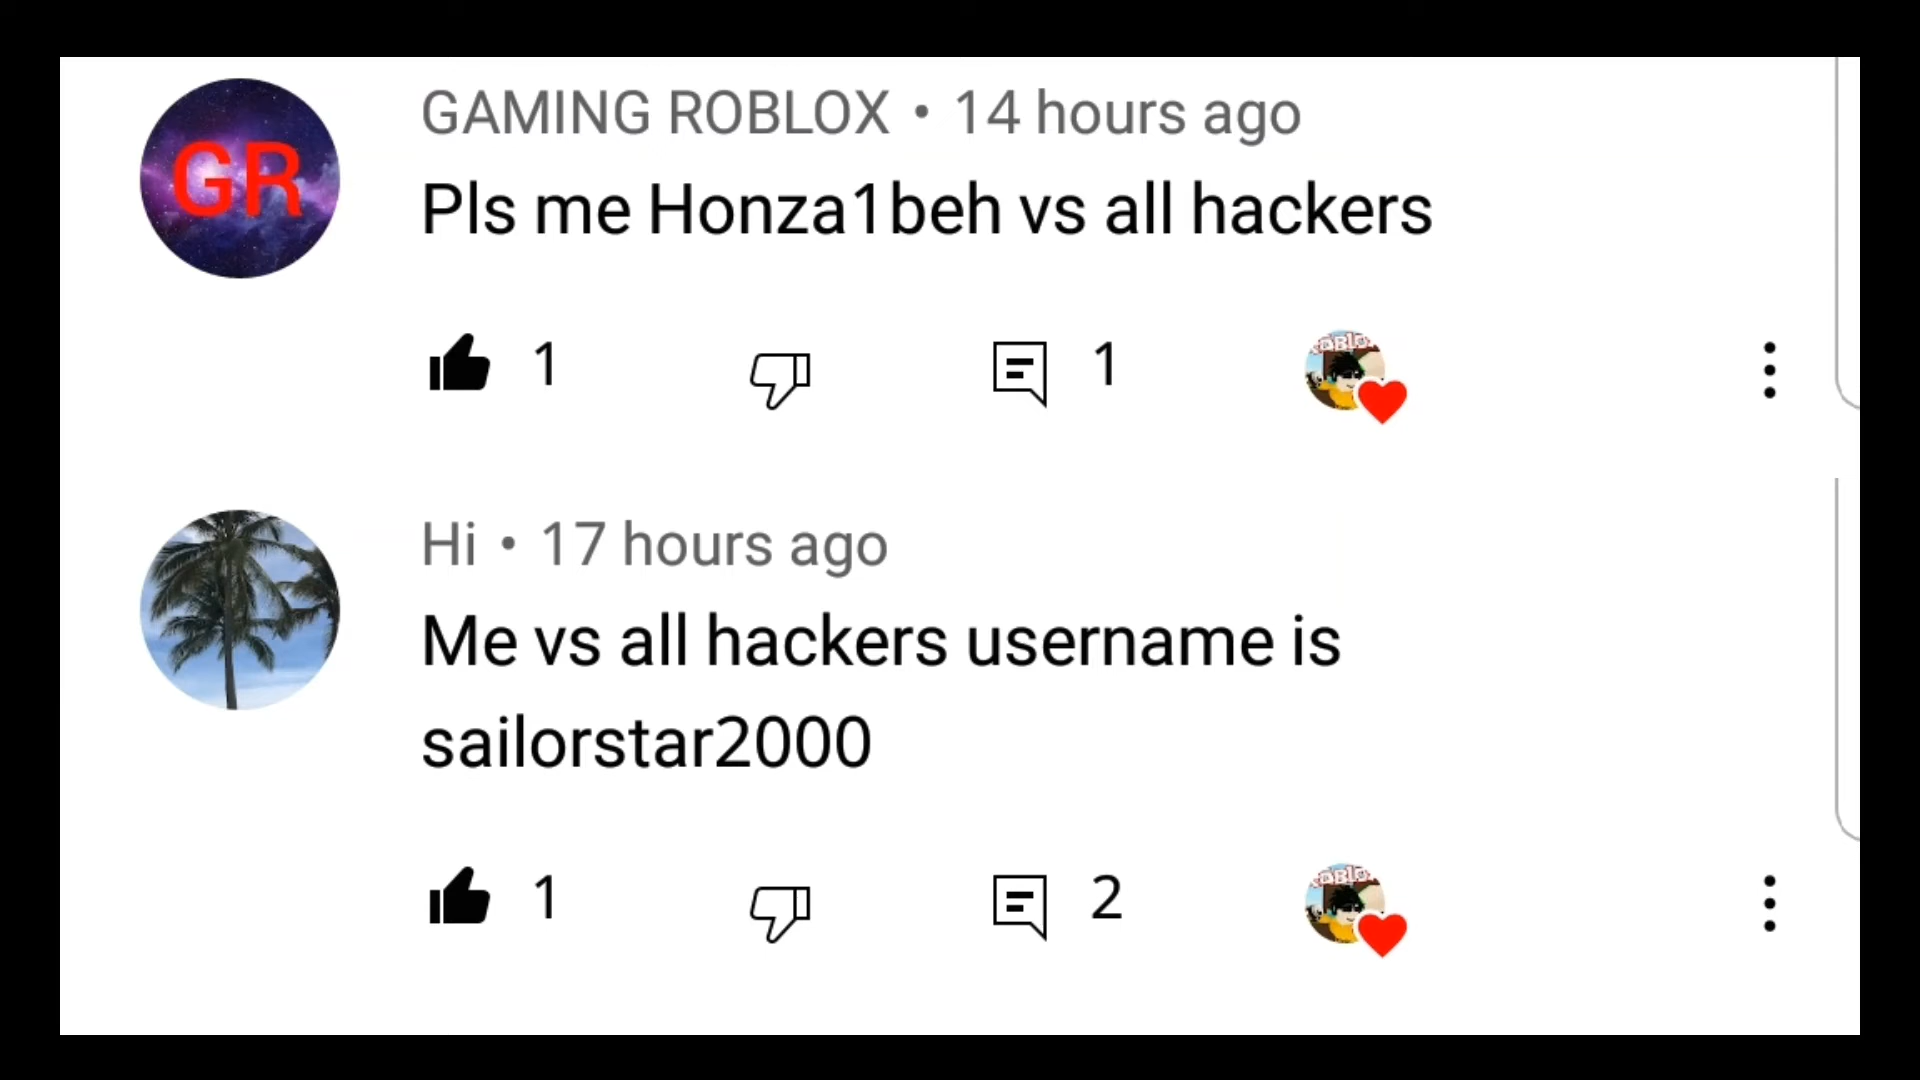 GR
GAMING ROBLOX • 14 hours ago
Pls me Honza1beh vs all hackers
1 1
Hi • 17 hours ago
Me vs all hackers username is
sailorstar2000
1 2